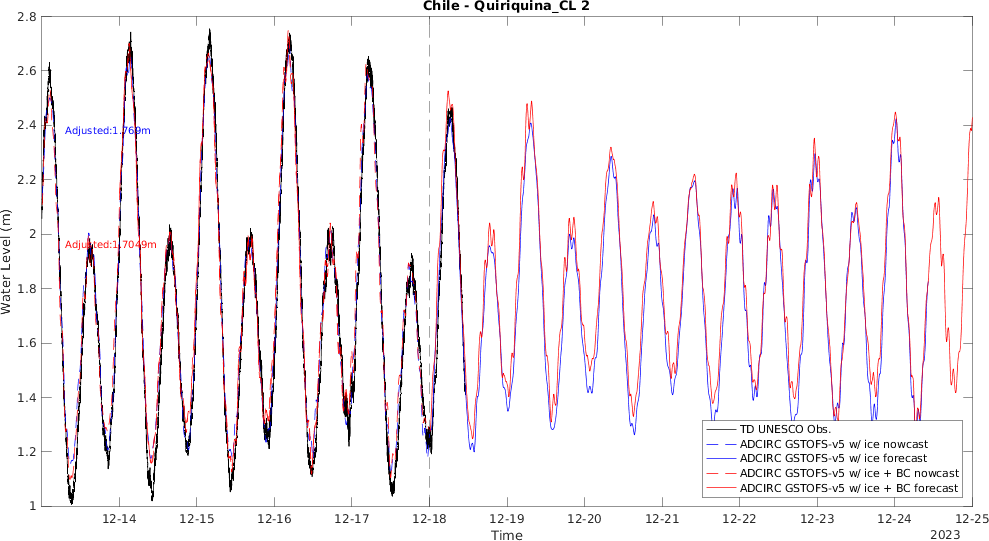 Chile - Quiriquina_CL 2
2.8
2.6
2.4
2.2
2
1.8
1.6
1.4
1.2
1
Water Level (m)
Adjusted:1.769m
Adjusted:1.7049m
TD UNESCO Obs.
ADCIRC GSTOFS-v5 w/ ice nowcast
ADCIRC GSTOFS-v5 w/ ice forecast
ADCIRC GSTOFS-v5 w/ ice + BC nowcast
ADCIRC GSTOFS-v5 w/ ice + BC forecast
12-14 12-15 12-16 12-17 12-18 12-19 12-20 12-21 12-22 12-23 12-24 12-25
Time
2023